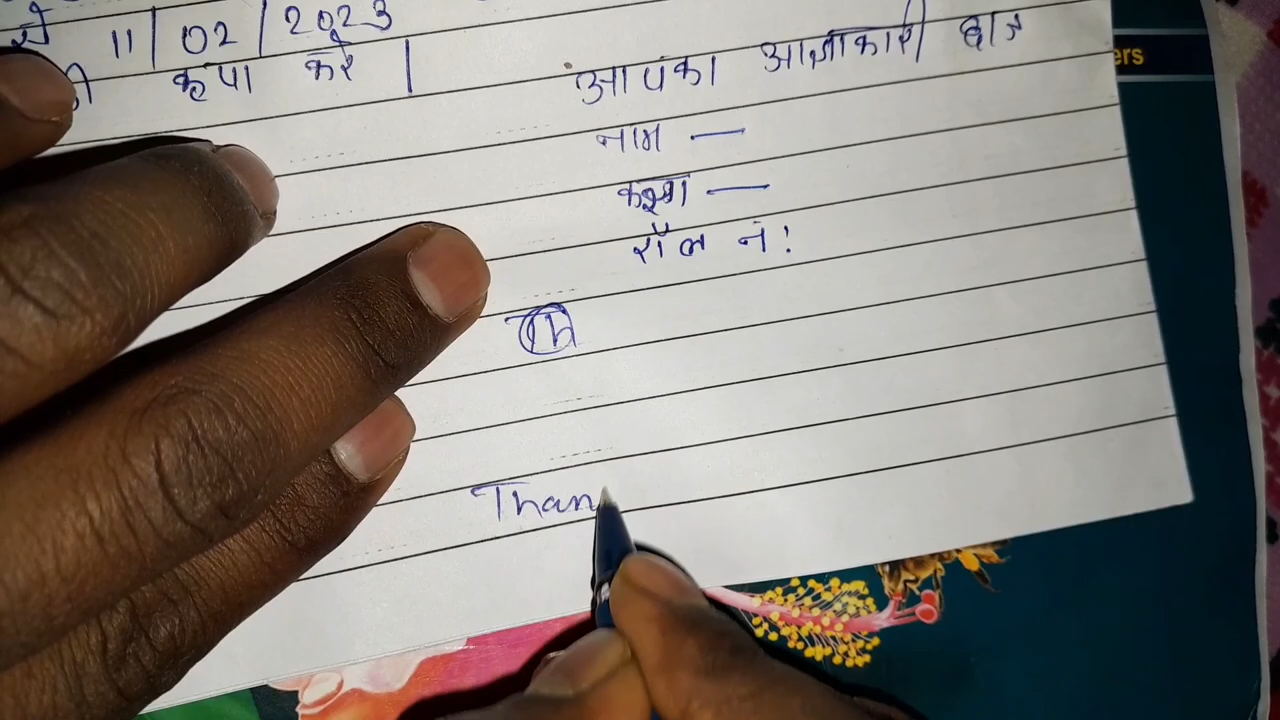 से 11/02/2023
की कृपा करे |
आपका आज्ञाकारी छात्र
नाम —
कक्षा —
रॉल नं!
Th
Than
ers